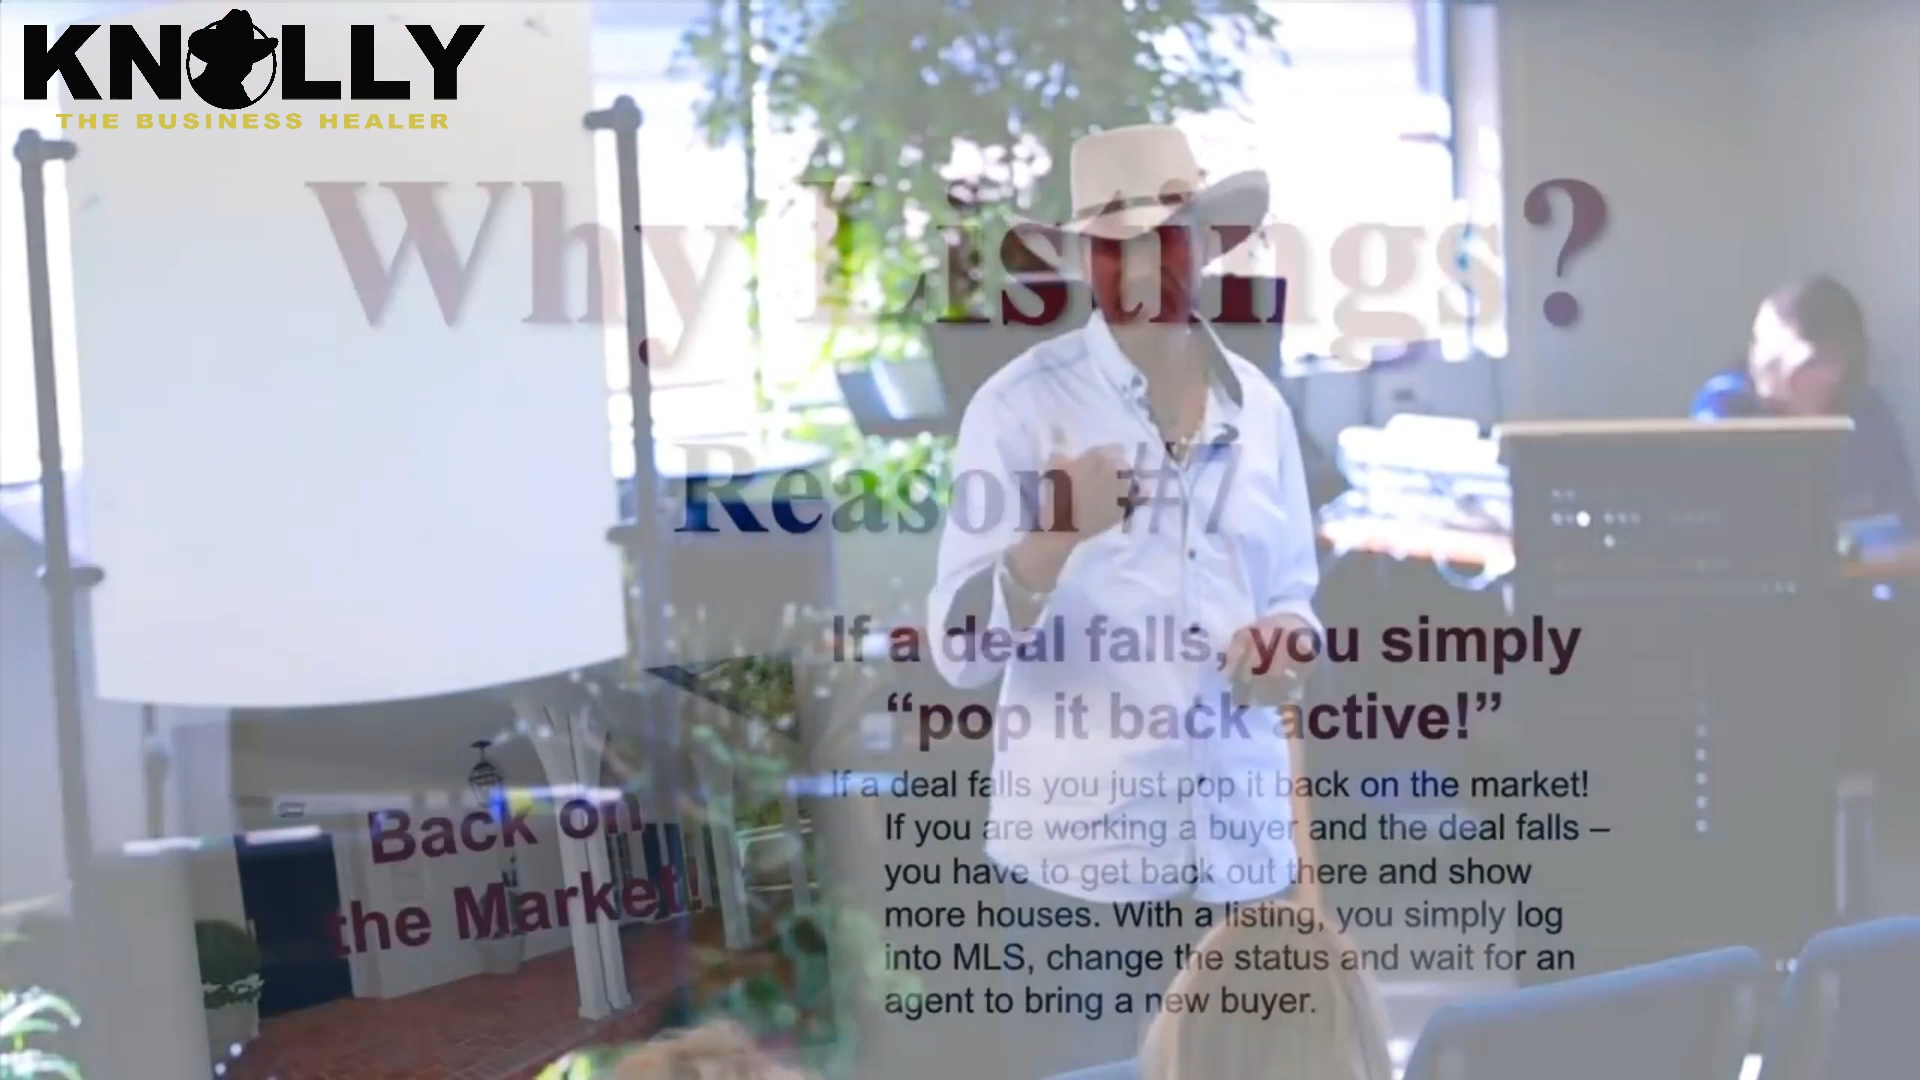 KNOLLY
THE BUSINESS HEALER
Why Listings?
Reason #7
If a deal falls, you simply
“pop it back active!”
If a deal falls you just pop it back on the market!
If you are working a buyer and the deal falls –
you have to get back out there and show
more houses. With a listing, you simply log
into MLS, change the status and wait for an
agent to bring a new buyer.
Back on
the Market!